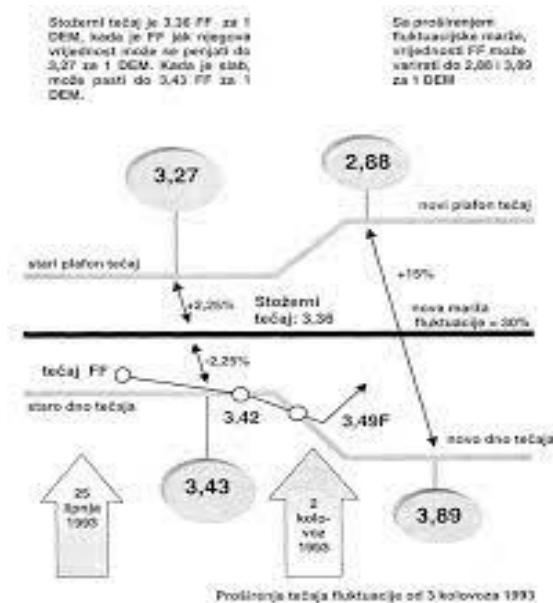 Stožerni tečaj je 3.36 FF za 1
DEM, kada je FF jak njegova
vrijednost može se penjati do
3,27 za 1 DEM. Kada je slab,
može pasti do 3.43 FF za 1
DEM.
Sa proširenjem
fluktuacijske marže,
vrijednosti FF može
varirati do 2,88 i 3,89
za 1 DEM
3,27
2,88
novi plafon tečaj
stari plafon tečaj
+15%
+2,25%
Stožerni
tečaj: 3,36
nova marža
fluktuacije = 30%
-2,25%
tečaj FF
staro dno tečaja
3.42
3,49F
novo dno tečaja
3,43
3,89
25
lipnja
1993
2
kolo-
voz
1993
Proširenja tečaja fluktuacije od 3 kolovoza 1993